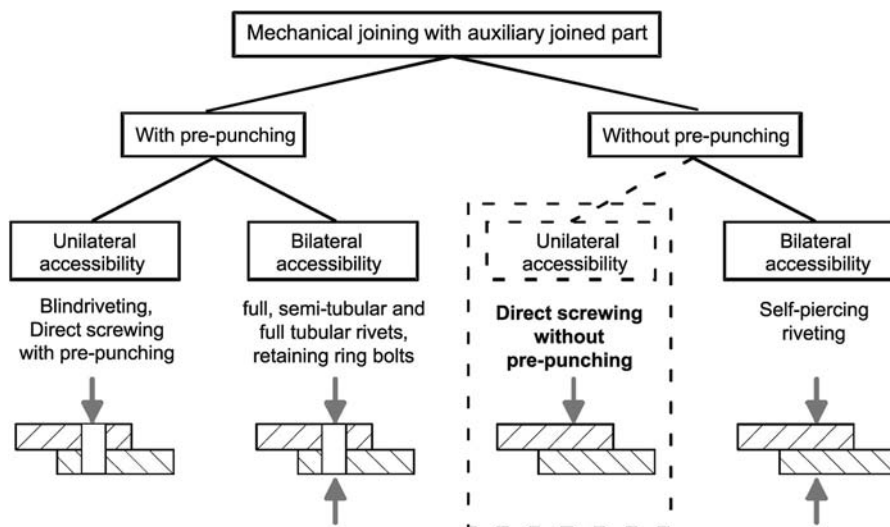 Mechanical joining with auxiliary joined part
With pre-punching
Without pre-punching
Unilateral
accessibility
Bilateral
accessibility
Unilateral
accessibility
Bilateral
accessibility
Blindriveting,
Direct screwing
with pre-punching
full, semi-tubular and
full tubular rivets,
retaining ring bolts
Direct screwing
without
pre-punching
Self-piercing
riveting